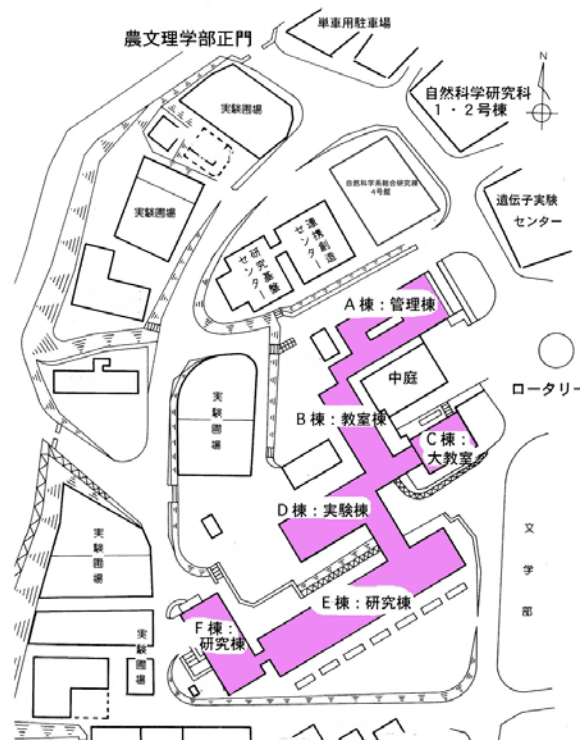 単車用駐車場
農文理学部正門
N
自然科学研究科
1・2号棟
実験圃場
自然科学系総合研究棟
4号館
遺伝子実験
センター
実験圃場
連携創造
センター
研究基盤
センター
A棟:管理棟
中庭
ロータリー
B棟:教室棟
C棟:
大教室
実験圃場
D棟:実験棟
文学部
実験圃場
E棟:研究棟
F棟:
研究棟
実験圃場